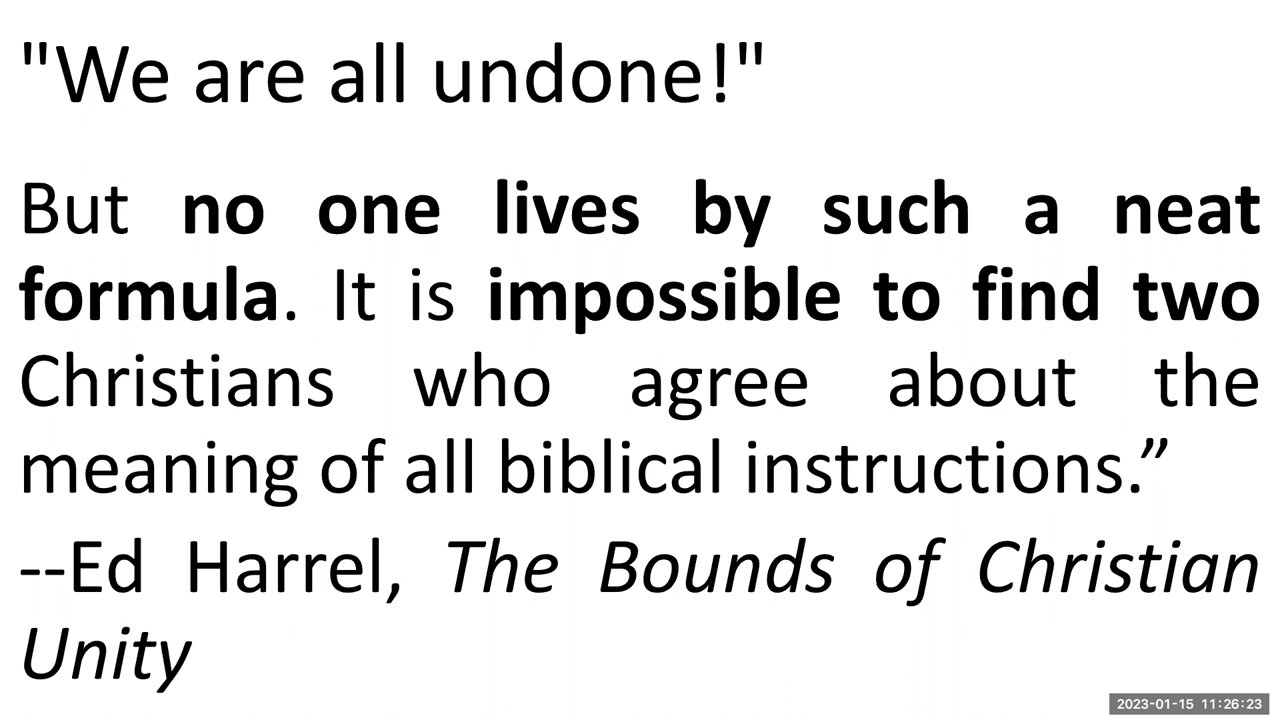 "We are all undone!"
But no one lives by such a neat
formula. It is impossible to find two
Christians who agree about the
meaning of all biblical instructions.”
--Ed Harrel, The Bounds of Christian
Unity
2023-01-15 11:26:23